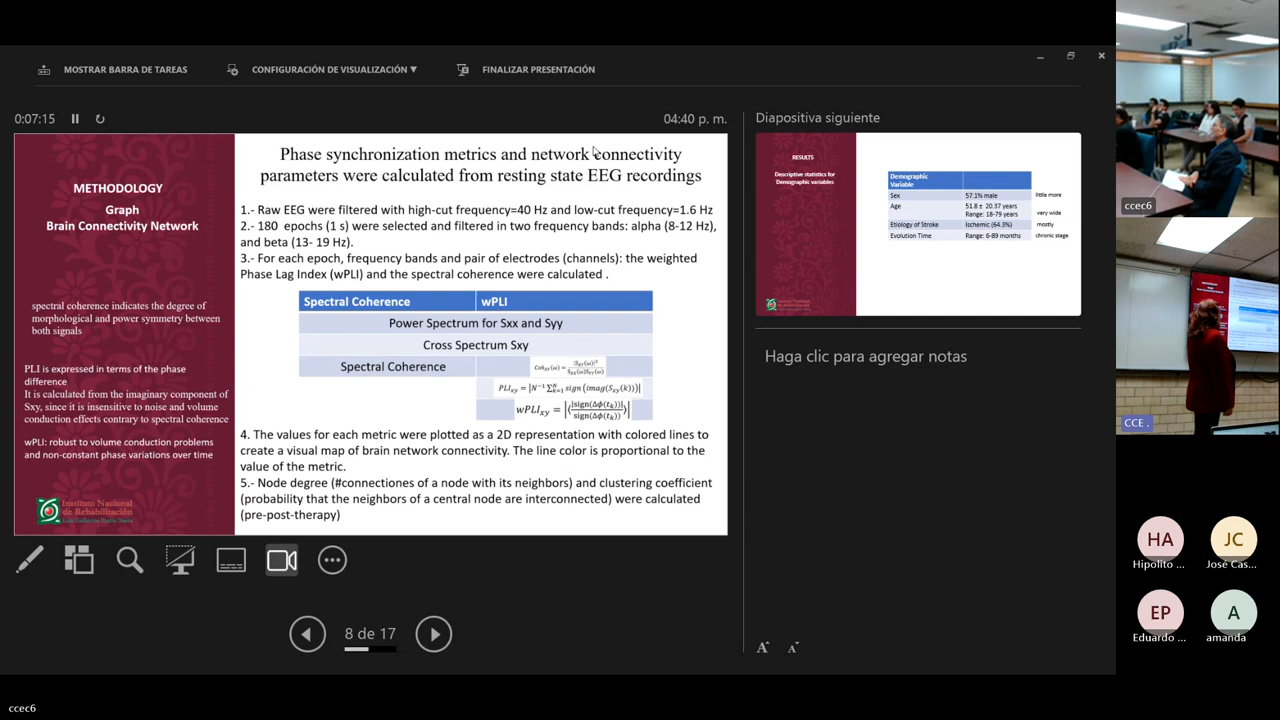 MOSTRAR BARRA DE TAREAS
CONFIGURACIÓN DE VISUALIZACIÓN ▼
FINALIZAR PRESENTACIÓN
0:07:15
04:40 p. m.
METHODOLOGY
Graph
Brain Connectivity Network
spectral coherence indicates the degree of
morphological and power symmetry between
both signals
PLI is expressed in terms of the phase
difference
It is calculated from the imaginary component of
Sxy, since it is insensitive to noise and volume
conduction effects contrary to spectral coherence
wPLI: robust to volume conduction problems
and non-constant phase variations over time
Instituto Nacional
de Rehabilitación
Phase synchronization metrics and network connectivity
parameters were calculated from resting state EEG recordings
1.- Raw EEG were filtered with high-cut frequency=40 Hz and low-cut frequency=1.6 Hz
2.- 180 epochs (1 s) were selected and filtered in two frequency bands: alpha (8-12 Hz),
and beta (13- 19 Hz).
3.- For each epoch, frequency bands and pair of electrodes (channels): the weighted
Phase Lag Index (wPLI) and the spectral coherence were calculated .
Spectral Coherence wPLI
Power Spectrum for Sxx and Syy
Cross Spectrum Sxy
Spectral Coherence
4. The values for each metric were plotted as a 2D representation with colored lines to
create a visual map of brain network connectivity. The line color is proportional to the
value of the metric.
5.- Node degree (#connectiones of a node with its neighbors) and clustering coefficient
(probability that the neighbors of a central node are interconnected) were calculated
(pre-post-therapy)
8 de 17
Diapositiva siguiente
RESULTS
Descriptive statistics for
Demographic variables
Demographic
Variable
Sex 57.1% male little more
Age 51.8 ± 20.37 years
Range: 18-79 years very wide
Etiology of Stroke Ischemic (64.3%) mostly
Evolution Time Range: 6-89 months chronic stage
Haga clic para agregar notas
A A
ccec6
CCE .
HA
Hipolito ...
JC
José Cas...
EP
Eduardo ...
A
amanda
ccec6